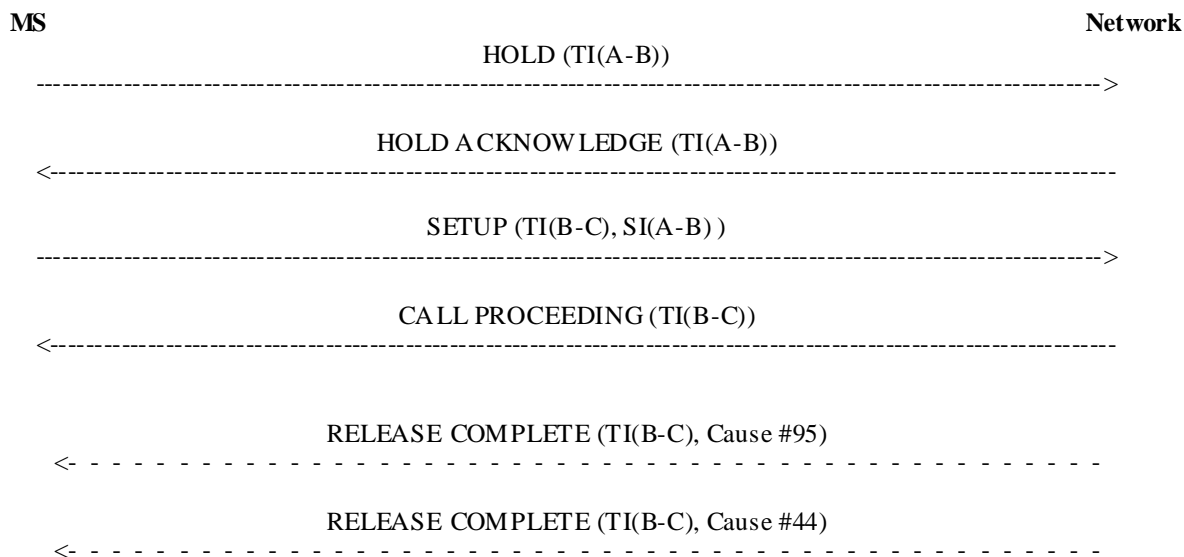 MS Network
HOLD (TI(A-B))
HOLD ACKNOWLEDGE (TI(A-B))
SETUP (TI(B-C), SI(A-B) )
CALL PROCEEDING (TI(B-C))
RELEASE COMPLETE (TI(B-C), Cause #95)
RELEASE COMPLETE (TI(B-C), Cause #44)